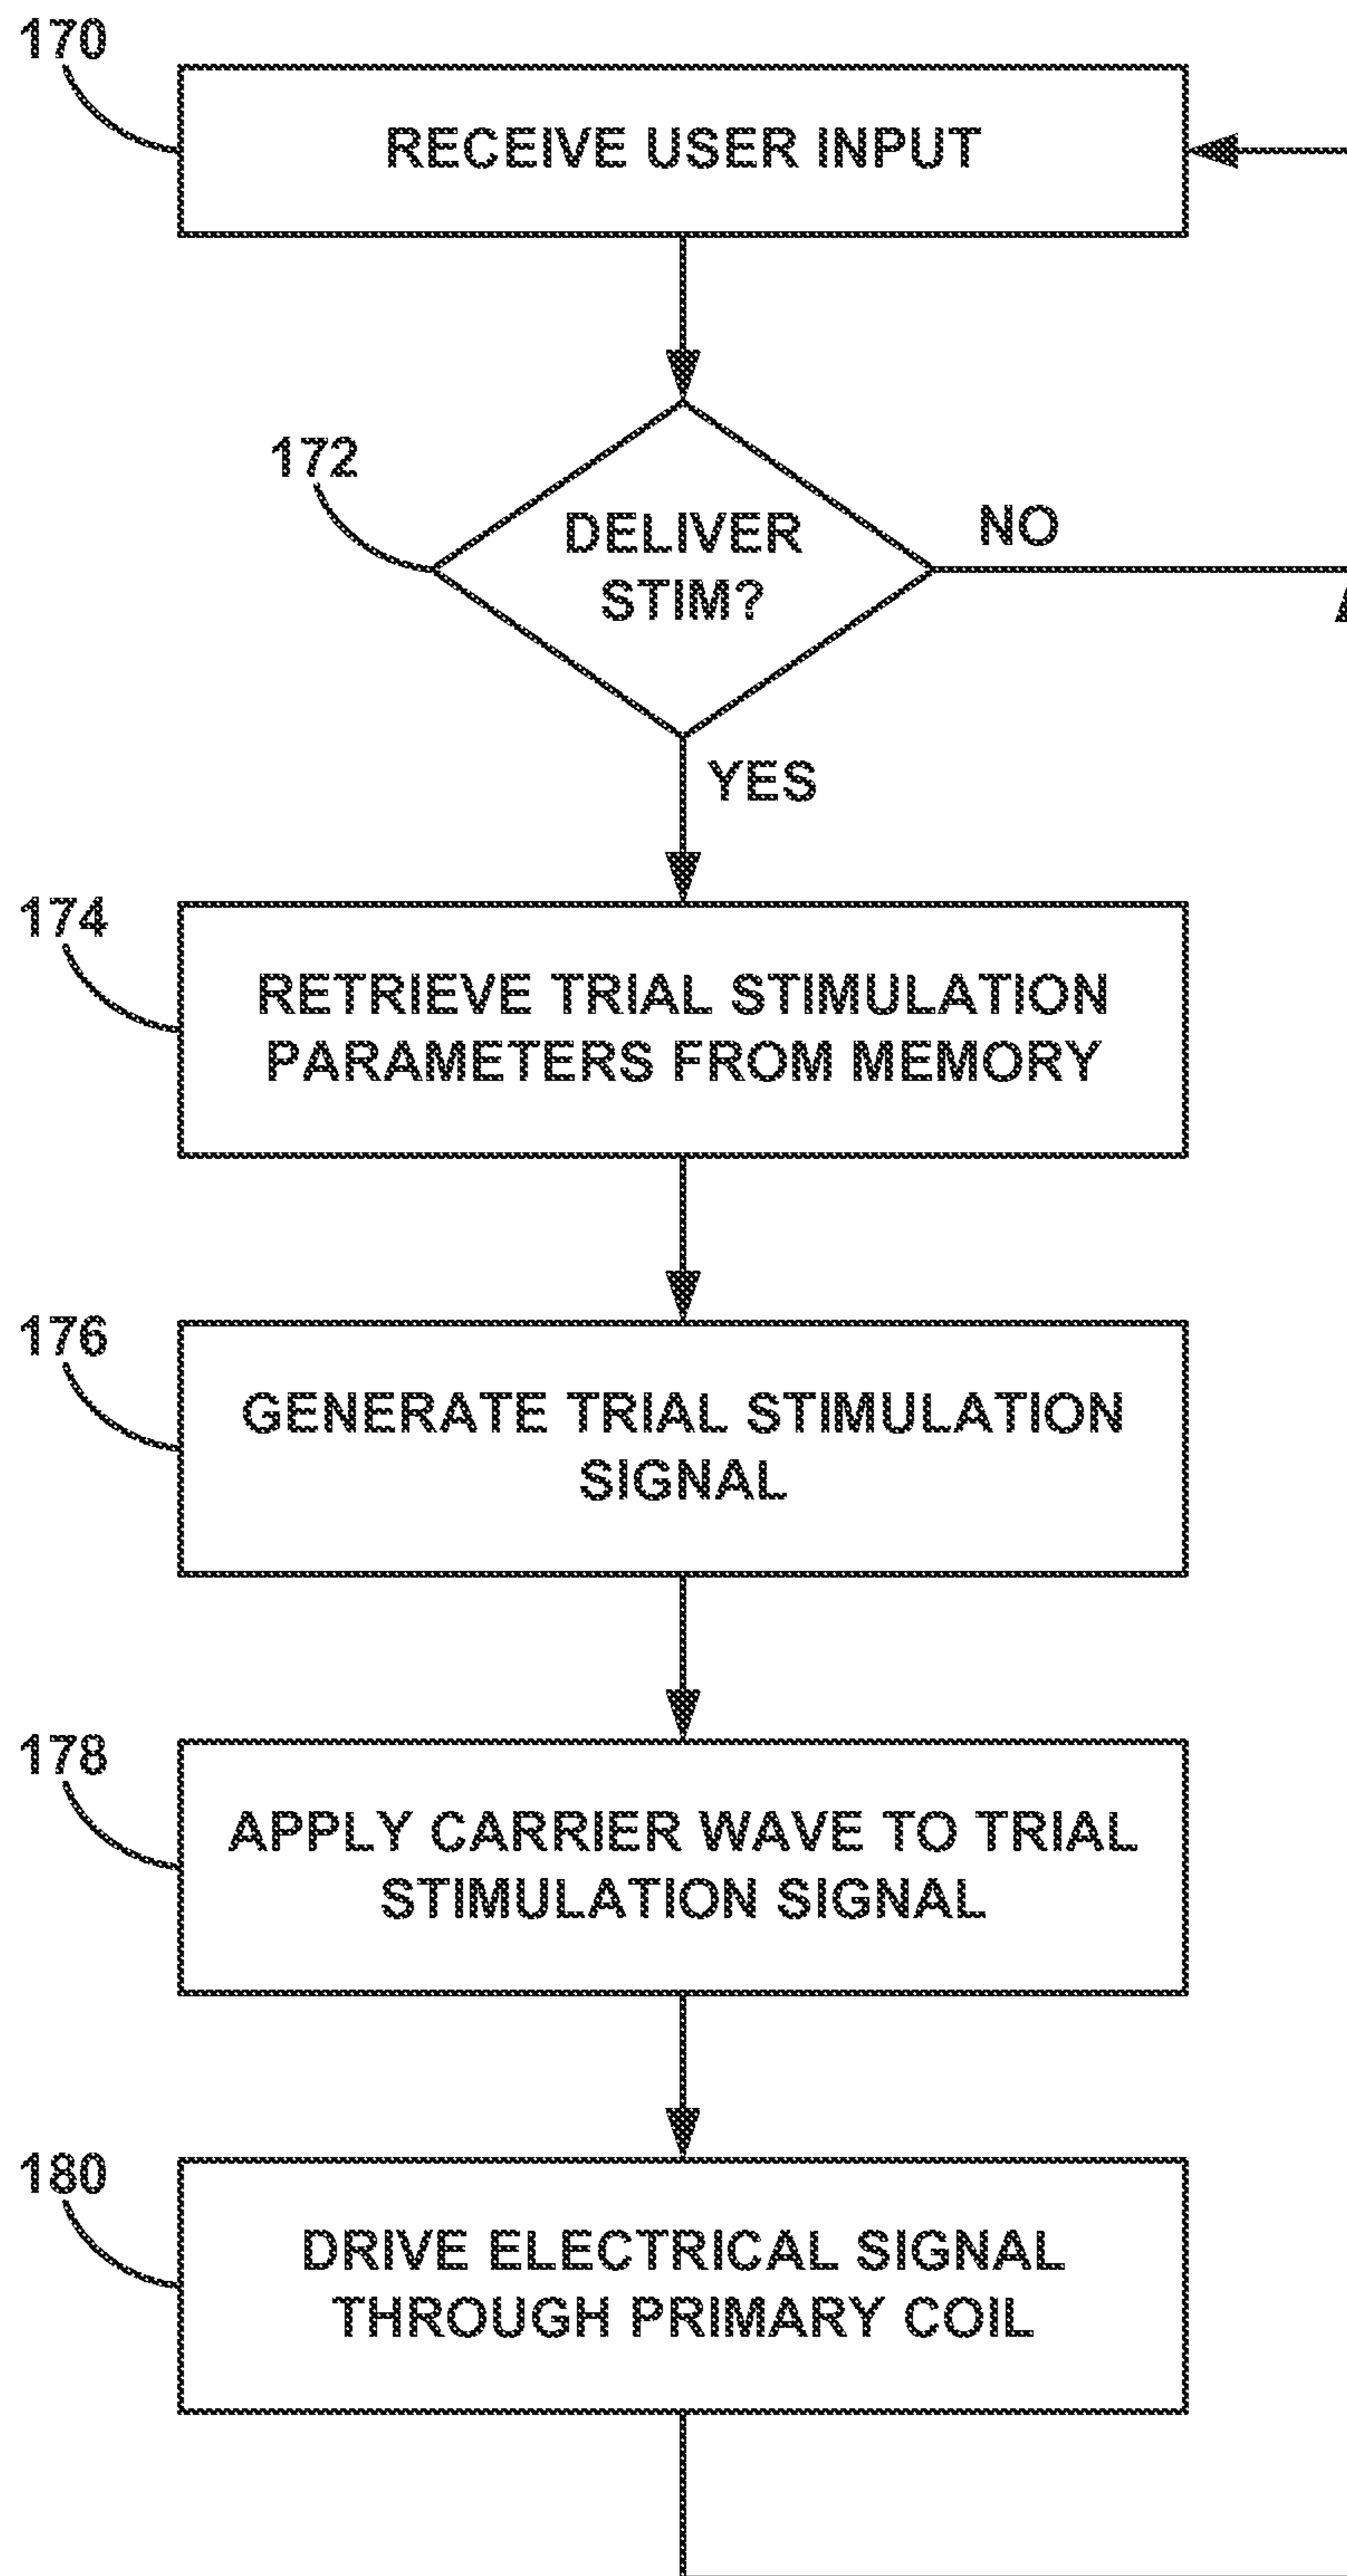 170
RECEIVE USER INPUT
172
DELIVER
STIM?
NO
YES
174
RETRIEVE TRIAL STIMULATION
PARAMETERS FROM MEMORY
176
GENERATE TRIAL STIMULATION
SIGNAL
178
APPLY CARRIER WAVE TO TRIAL
STIMULATION SIGNAL
180
DRIVE ELECTRICAL SIGNAL
THROUGH PRIMARY COIL